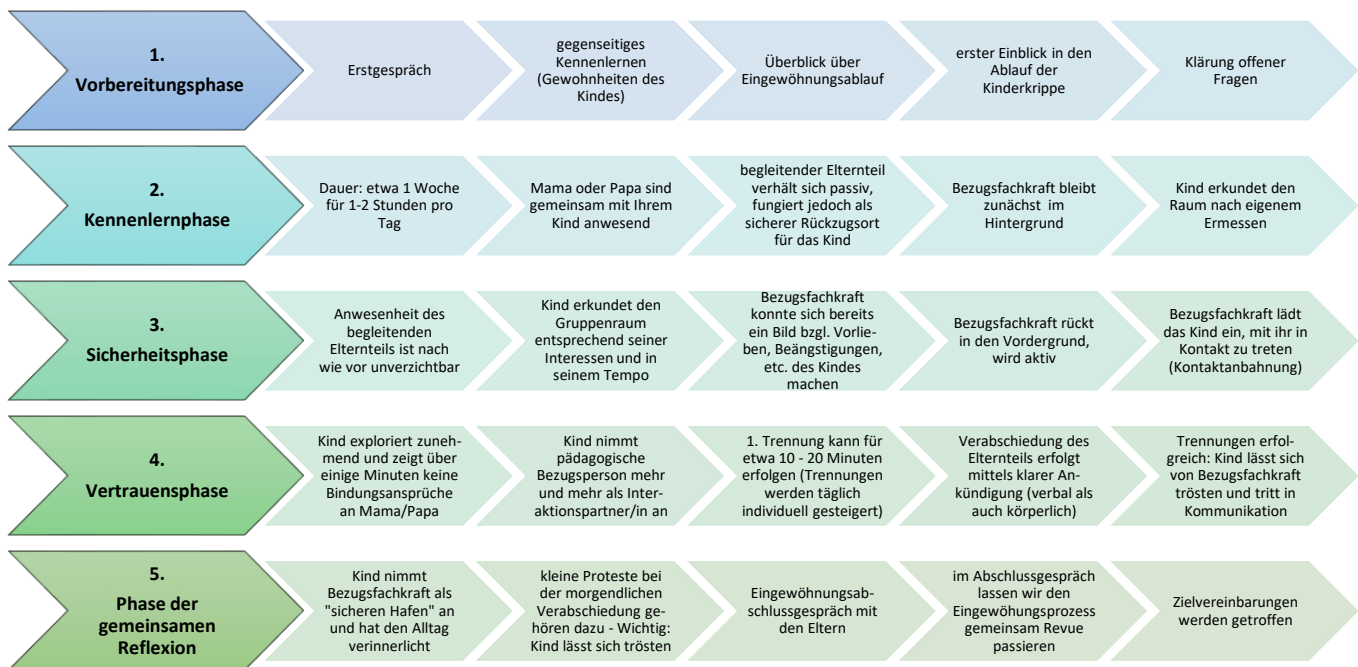 1.
Vorbereitungsphase
Erstgespräch
gegenseitiges
Kennenlernen
(Gewohnheiten des
Kindes)
Überblick über
Eingewöhnungsablauf
erster Einblick in den
Ablauf der
Kinderkrippe
Klärung offener
Fragen
2.
Kennenlernphase
Dauer: etwa 1 Woche
für 1-2 Stunden pro
Tag
Mama oder Papa sind
gemeinsam mit Ihrem
Kind anwesend
begleitender Elternteil
verhält sich passiv,
fungiert jedoch als
sicherer Rückzugsort
für das Kind
Bezugsfachkraft bleibt
zunächst im
Hintergrund
Kind erkundet den
Raum nach eigenem
Ermessen
3.
Sicherheitsphase
Anwesenheit des
begleitenden
Elternteils ist nach
wie vor unverzichtbar
Kind erkundet den
Gruppenraum
entsprechend seiner
Interessen und in
seinem Tempo
Bezugsfachkraft
konnte sich bereits
ein Bild bzgl. Vorlie-
ben, Beängstigungen,
etc. des Kindes
machen
Bezugsfachkraft rückt
in den Vordergrund,
wird aktiv
Bezugsfachkraft lädt
das Kind ein, mit ihr in
Kontakt zu treten
(Kontaktanbahnung)
4.
Vertrauensphase
Kind exploriert zuneh-
mend und zeigt über
einige Minuten keine
Bindungsansprüche
an Mama/Papa
Kind nimmt
pädagogische
Bezugsperson mehr
und mehr als Inter-
aktionspartner/in an
1. Trennung kann für
etwa 10 - 20 Minuten
erfolgen (Trennungen
werden täglich
individuell gesteigert)
Verabschiedung des
Elternteils erfolgt
mittels klarer An-
kündigung (verbal als
auch körperlich)
Trennungen erfol-
greich: Kind lässt sich
von Bezugsfachkraft
trösten und tritt in
Kommunikation
5.
Phase der
gemeinsamen
Reflexion
Kind nimmt
Bezugsfachkraft als
"sicheren Hafen" an
und hat den Alltag
verinnerlicht
kleine Proteste bei
der morgendlichen
Verabschiedung ge-
hören dazu - Wichtig:
Kind lässt sich trösten
Eingewöhnungsab-
schlussgespräch mit
den Eltern
im Abschlussgespräch
lassen wir den
Eingewöhungsprozess
gemeinsam Revue
passieren
Zielvereinbarungen
werden getroffen